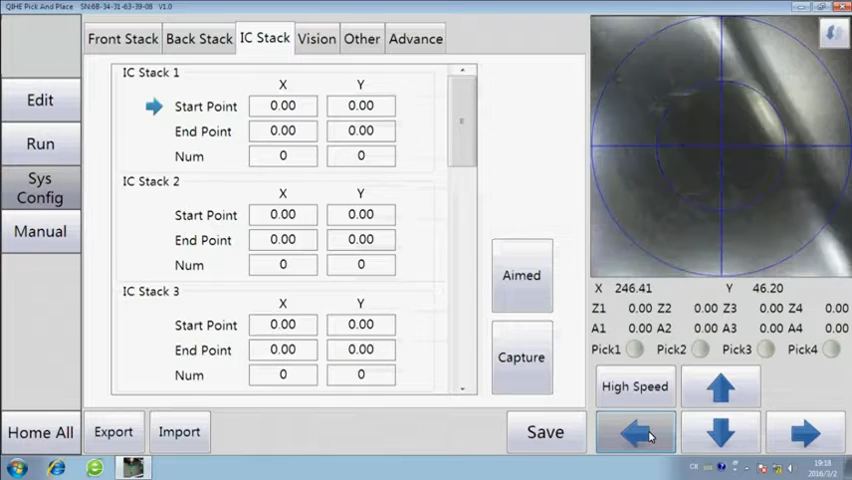 QIHE Pick And Place SN:68-34-31-63-39-08 V1.0
Front Stack Back Stack IC Stack Vision Other Advance
Edit
Run
Sys
Config
Manual
Home All
IC Stack 1
X Y
Start Point 0.00 0.00
End Point 0.00 0.00
Num 0 0
IC Stack 2
X Y
Start Point 0.00 0.00
End Point 0.00 0.00
Num 0 0
IC Stack 3
X Y
Start Point 0.00 0.00
End Point 0.00 0.00
Num 0 0
Aimed
Capture
Export
Import
Save
X 246.41 Y 46.20
Z1 0.00 Z2 0.00 Z3 0.00 Z4 0.00
A1 0.00 A2 0.00 A3 0.00 A4 0.00
Pick1 Pick2 Pick3 Pick4
High Speed
CH
19:18
2016/3/2